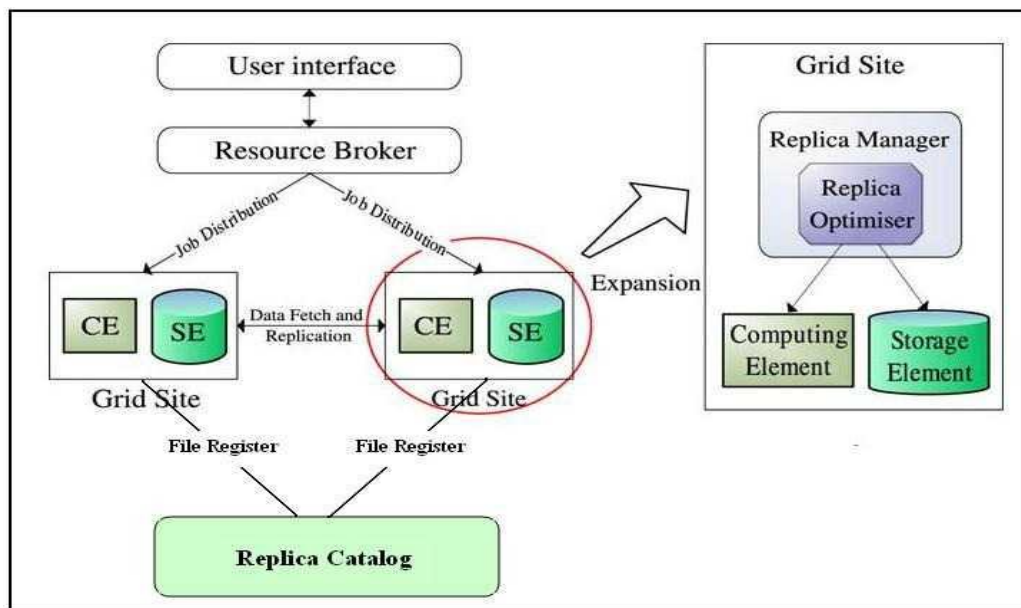 User interface
Resource Broker
Job Distribution
Job Distribution
CE
SE
Data Fetch and
Replication
CE
SE
Grid Site
Grid Site
File Register
File Register
Replica Catalog
Expansion
Grid Site
Replica Manager
Replica
Optimiser
Computing
Element
Storage
Element